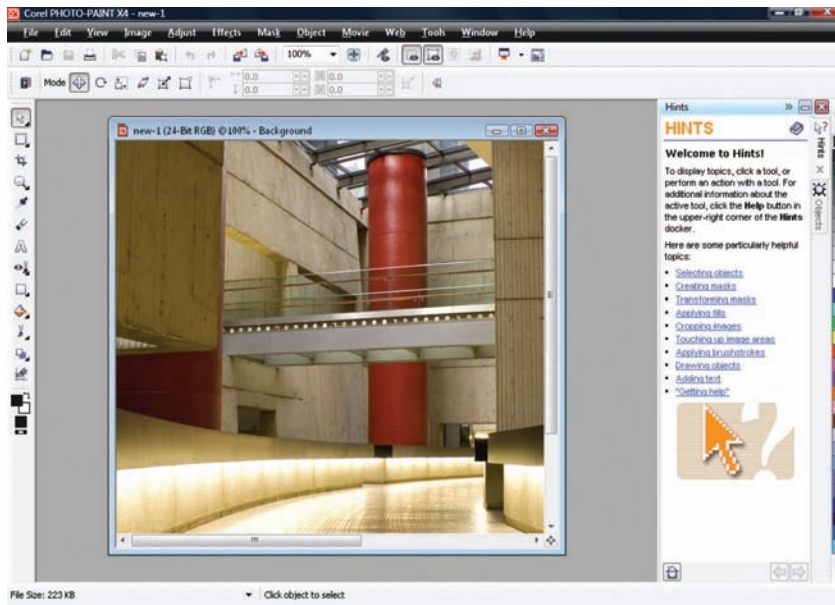 Corel PHOTO-PAINT X4 - new-1
File Edit View Image Adjust Effects Mask Object Movie Web Tools Window Help
100%
Mode 0.0 0.0
0.0 0.0
Hints
new-1 (24-Bit RGB) @100% - Background
HINTS
Welcome to Hints!
To display topics, click a tool, or
perform an action with a tool. For
additional information about the
active tool, click the Help button in
the upper-right corner of the Hints
docker.
Here are some particularly helpful
topics:
• Selecting objects
• Creating masks
• Transforming masks
• Applying fills
• Cropping images
• Touching up image areas
• Applying brushstrokes
• Drawing objects
• Adding text
• "Getting help"
Hints
Objects
File Size: 223 KB
Click object to select